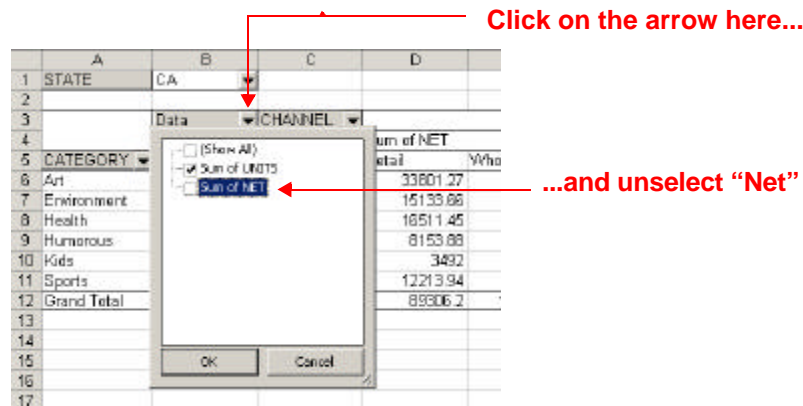 Click on the arrow here...
A B C D
1 STATE CA
2
3 Data CHANNEL
4 um of NET
5 CATEGORY etail Who
(Show All)
Sum of UNITS
Sum of NET
...and unselect “Net”
6 Art 33801.27
7 Environment 15133.66
8 Health 16511.45
9 Humorous 8153.88
10 Kids 3492
11 Sports 12213.94
12 Grand Total 89306.2
13
14
15
OK Cancel
16
17